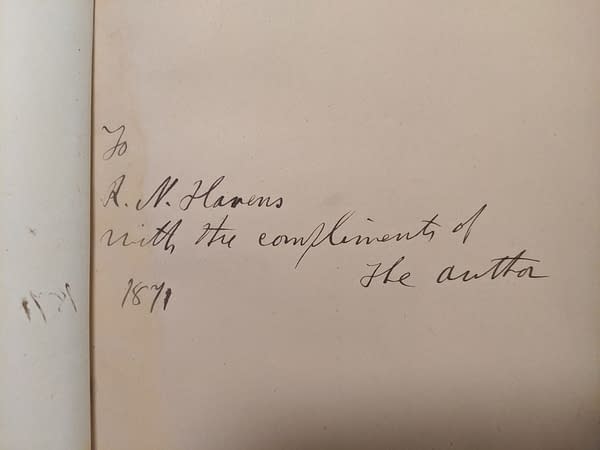 To
R. N. Havens
with the compliments of
the author
1871